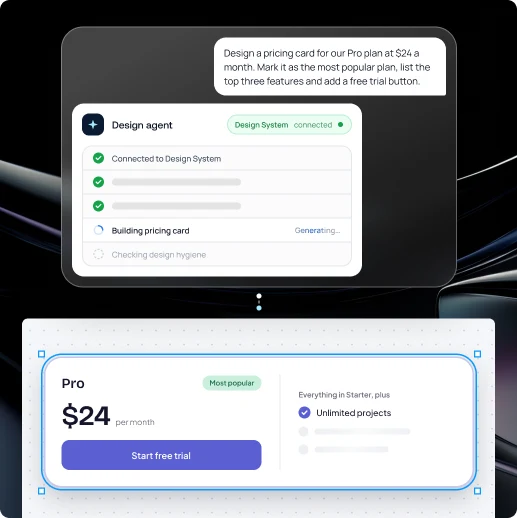 Design a pricing card for our Pro plan at $24 a
month. Mark it as the most popular plan, list the
top three features and add a free trial button.
Design agent
Design System connected
Connected to Design System
Building pricing card
Generating...
Checking design hygiene
Pro
Most popular
$24 per month
Start free trial
Everything in Starter, plus
Unlimited projects